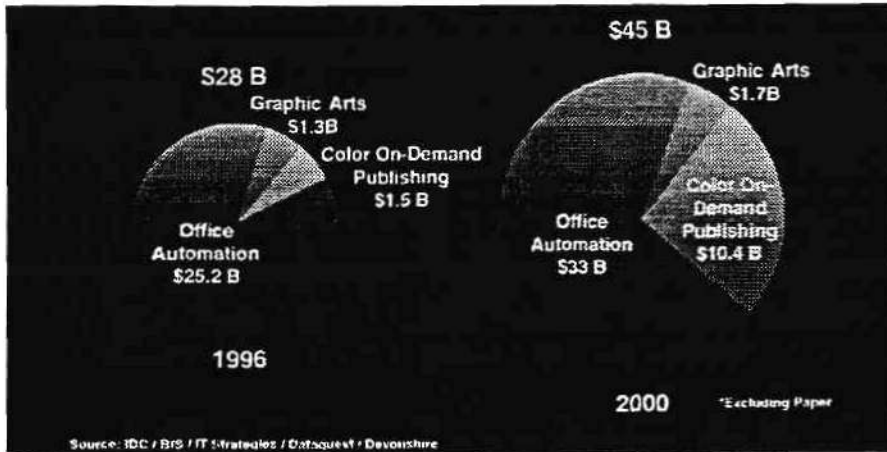 $28 B
Graphic Arts
$1.3B
Color On-Demand
Publishing
$1.5 B
Office
Automation
$25.2 B
1996
$45 B
Graphic Arts
$1.7B
Color On-
Demand
Publishing
$10.4 B
Office
Automation
$33 B
2000
*Excluding Paper
Source: IDC / BIS / IT Strategies / Dataquest / Devonshire